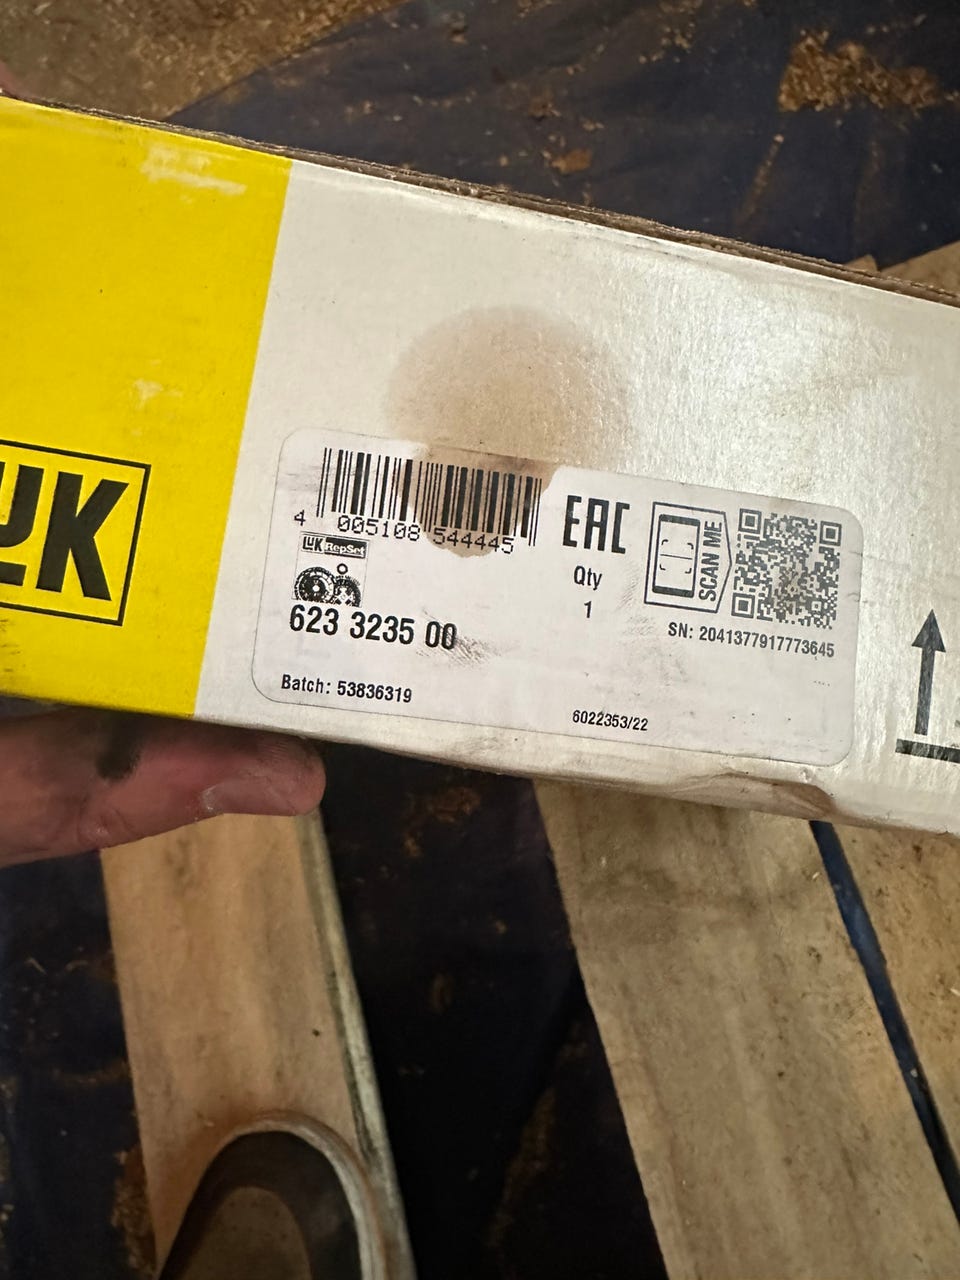 LUK
4 005108 544445
LUK RepSet
EAC
Qty
1
SCAN ME
623 3235 00
SN: 2041377917773645
Batch: 53836319
6022353/22